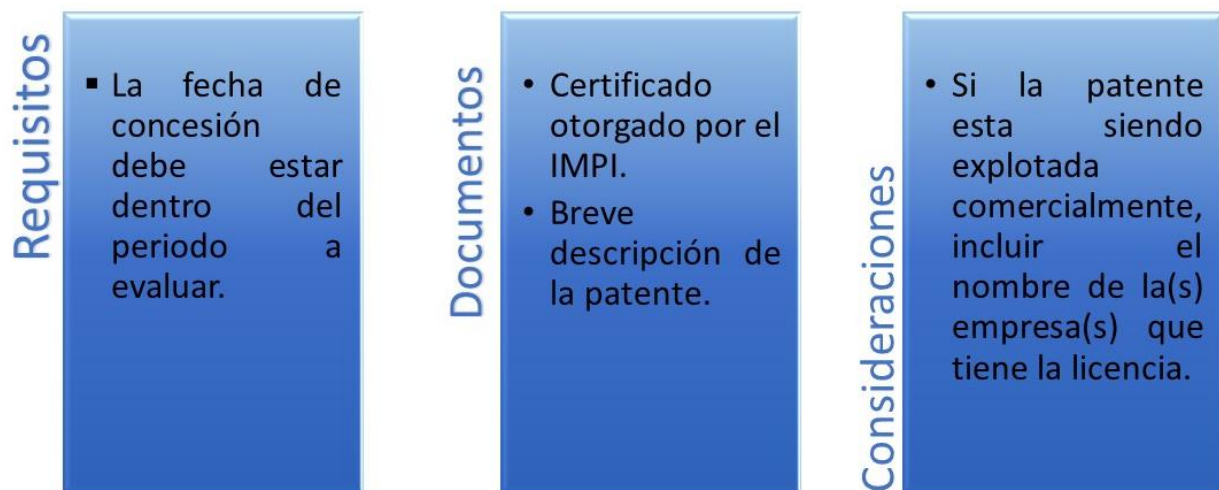 Requisitos
▪ La fecha de
concesión
debe estar
dentro del
periodo a
evaluar.
Documentos
• Certificado
otorgado por el
IMPI.
• Breve
descripción de
la patente.
Consideraciones
• Si la patente
esta siendo
explotada
comercialmente,
incluir el
nombre de la(s)
empresa(s) que
tiene la licencia.